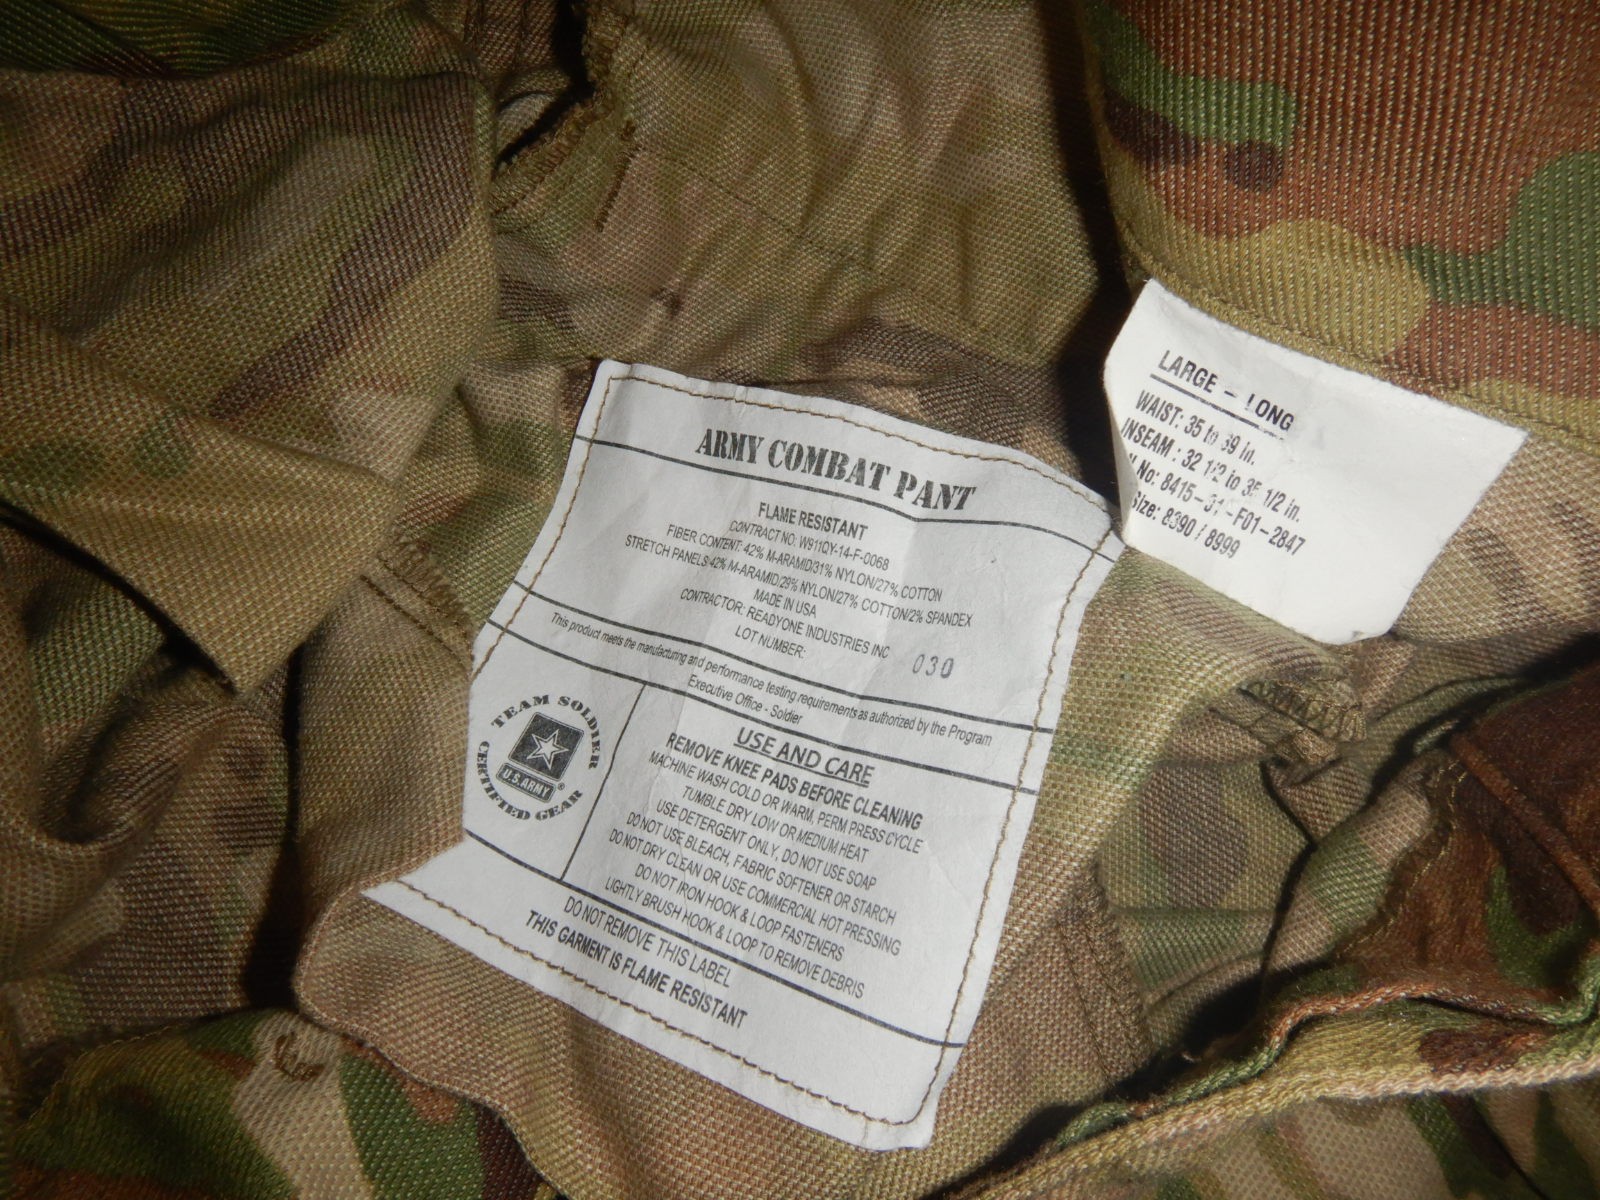 ARMY COMBAT PANT
FLAME RESISTANT
CONTRACT NO: W911QY-14-F-0068
FIBER CONTENT: 42% M-ARAMID/31% NYLON/27% COTTON
STRETCH PANELS:42% M-ARAMID/29% NYLON/27% COTTON/2% SPANDEX
MADE IN USA
CONTRACTOR: READYONE INDUSTRIES INC
LOT NUMBER: 030
This product meets the manufacturing and performance testing requirements as authorized by the Program
Executive Office - Soldier
TEAM SOLDIER
U.S.ARMY ®
CERTIFIED GEAR
USE AND CARE
REMOVE KNEE PADS BEFORE CLEANING
MACHINE WASH COLD OR WARM, PERM PRESS CYCLE
TUMBLE DRY LOW OR MEDIUM HEAT
USE DETERGENT ONLY, DO NOT USE SOAP
DO NOT USE BLEACH, FABRIC SOFTENER OR STARCH
DO NOT DRY CLEAN OR USE COMMERCIAL HOT PRESSING
DO NOT IRON HOOK & LOOP FASTENERS
LIGHTLY BRUSH HOOK & LOOP TO REMOVE DEBRIS
DO NOT REMOVE THIS LABEL
THIS GARMENT IS FLAME RESISTANT
LARGE - LONG
WAIST: 35 to 39 in.
INSEAM : 32 1/2 to 35 1/2 in.
No: 8415-01-F01-2847
Size: 8390 / 8999